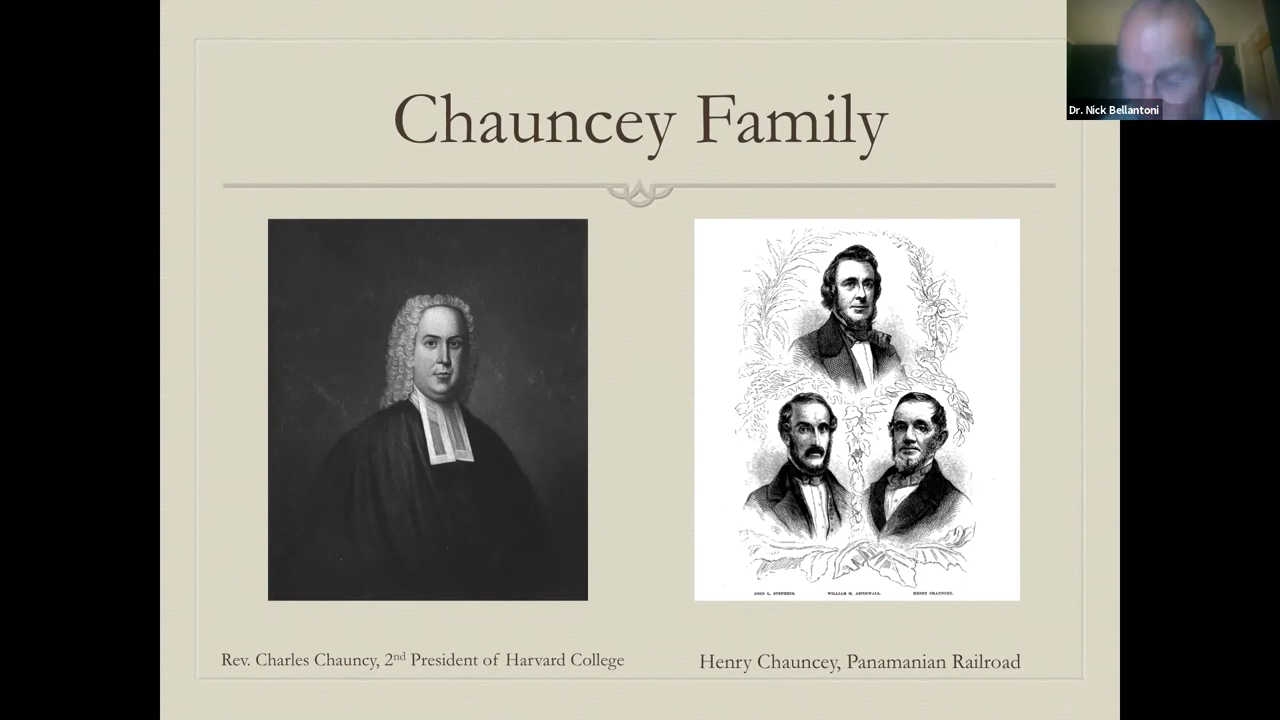 Chauncey Family
Dr. Nick Bellantoni
JOHN L. STEPHENS.
WILLIAM H. ASPINWALL.
HENRY CHAUNCEY.
Rev. Charles Chauncy, 2nd President of Harvard College
Henry Chauncey, Panamanian Railroad